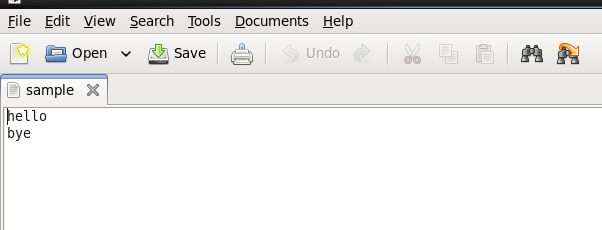 File Edit View Search Tools Documents Help
Open Save Undo
sample
hello
bye